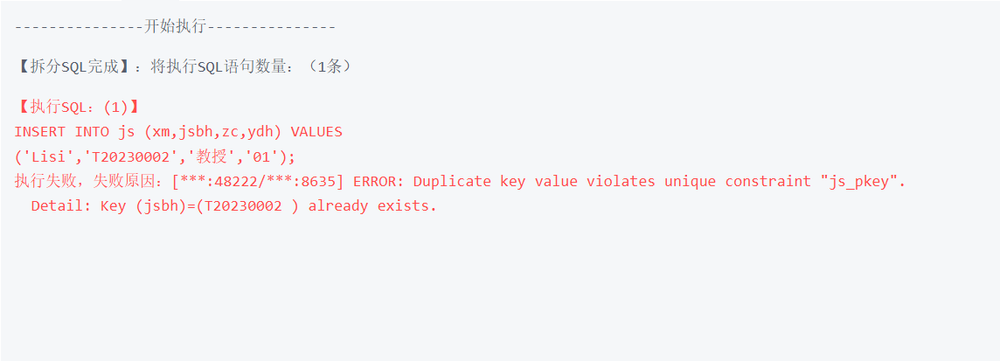 ---------------开始执行---------------
【拆分SQL完成】：将执行SQL语句数量：（1条）
【执行SQL：(1)】
INSERT INTO js (xm,jsbh,zc,ydh) VALUES
('Lisi','T20230002','教授','01');
执行失败，失败原因：[***:48222/***:8635] ERROR: Duplicate key value violates unique constraint "js_pkey".
Detail: Key (jsbh)=(T20230002 ) already exists.